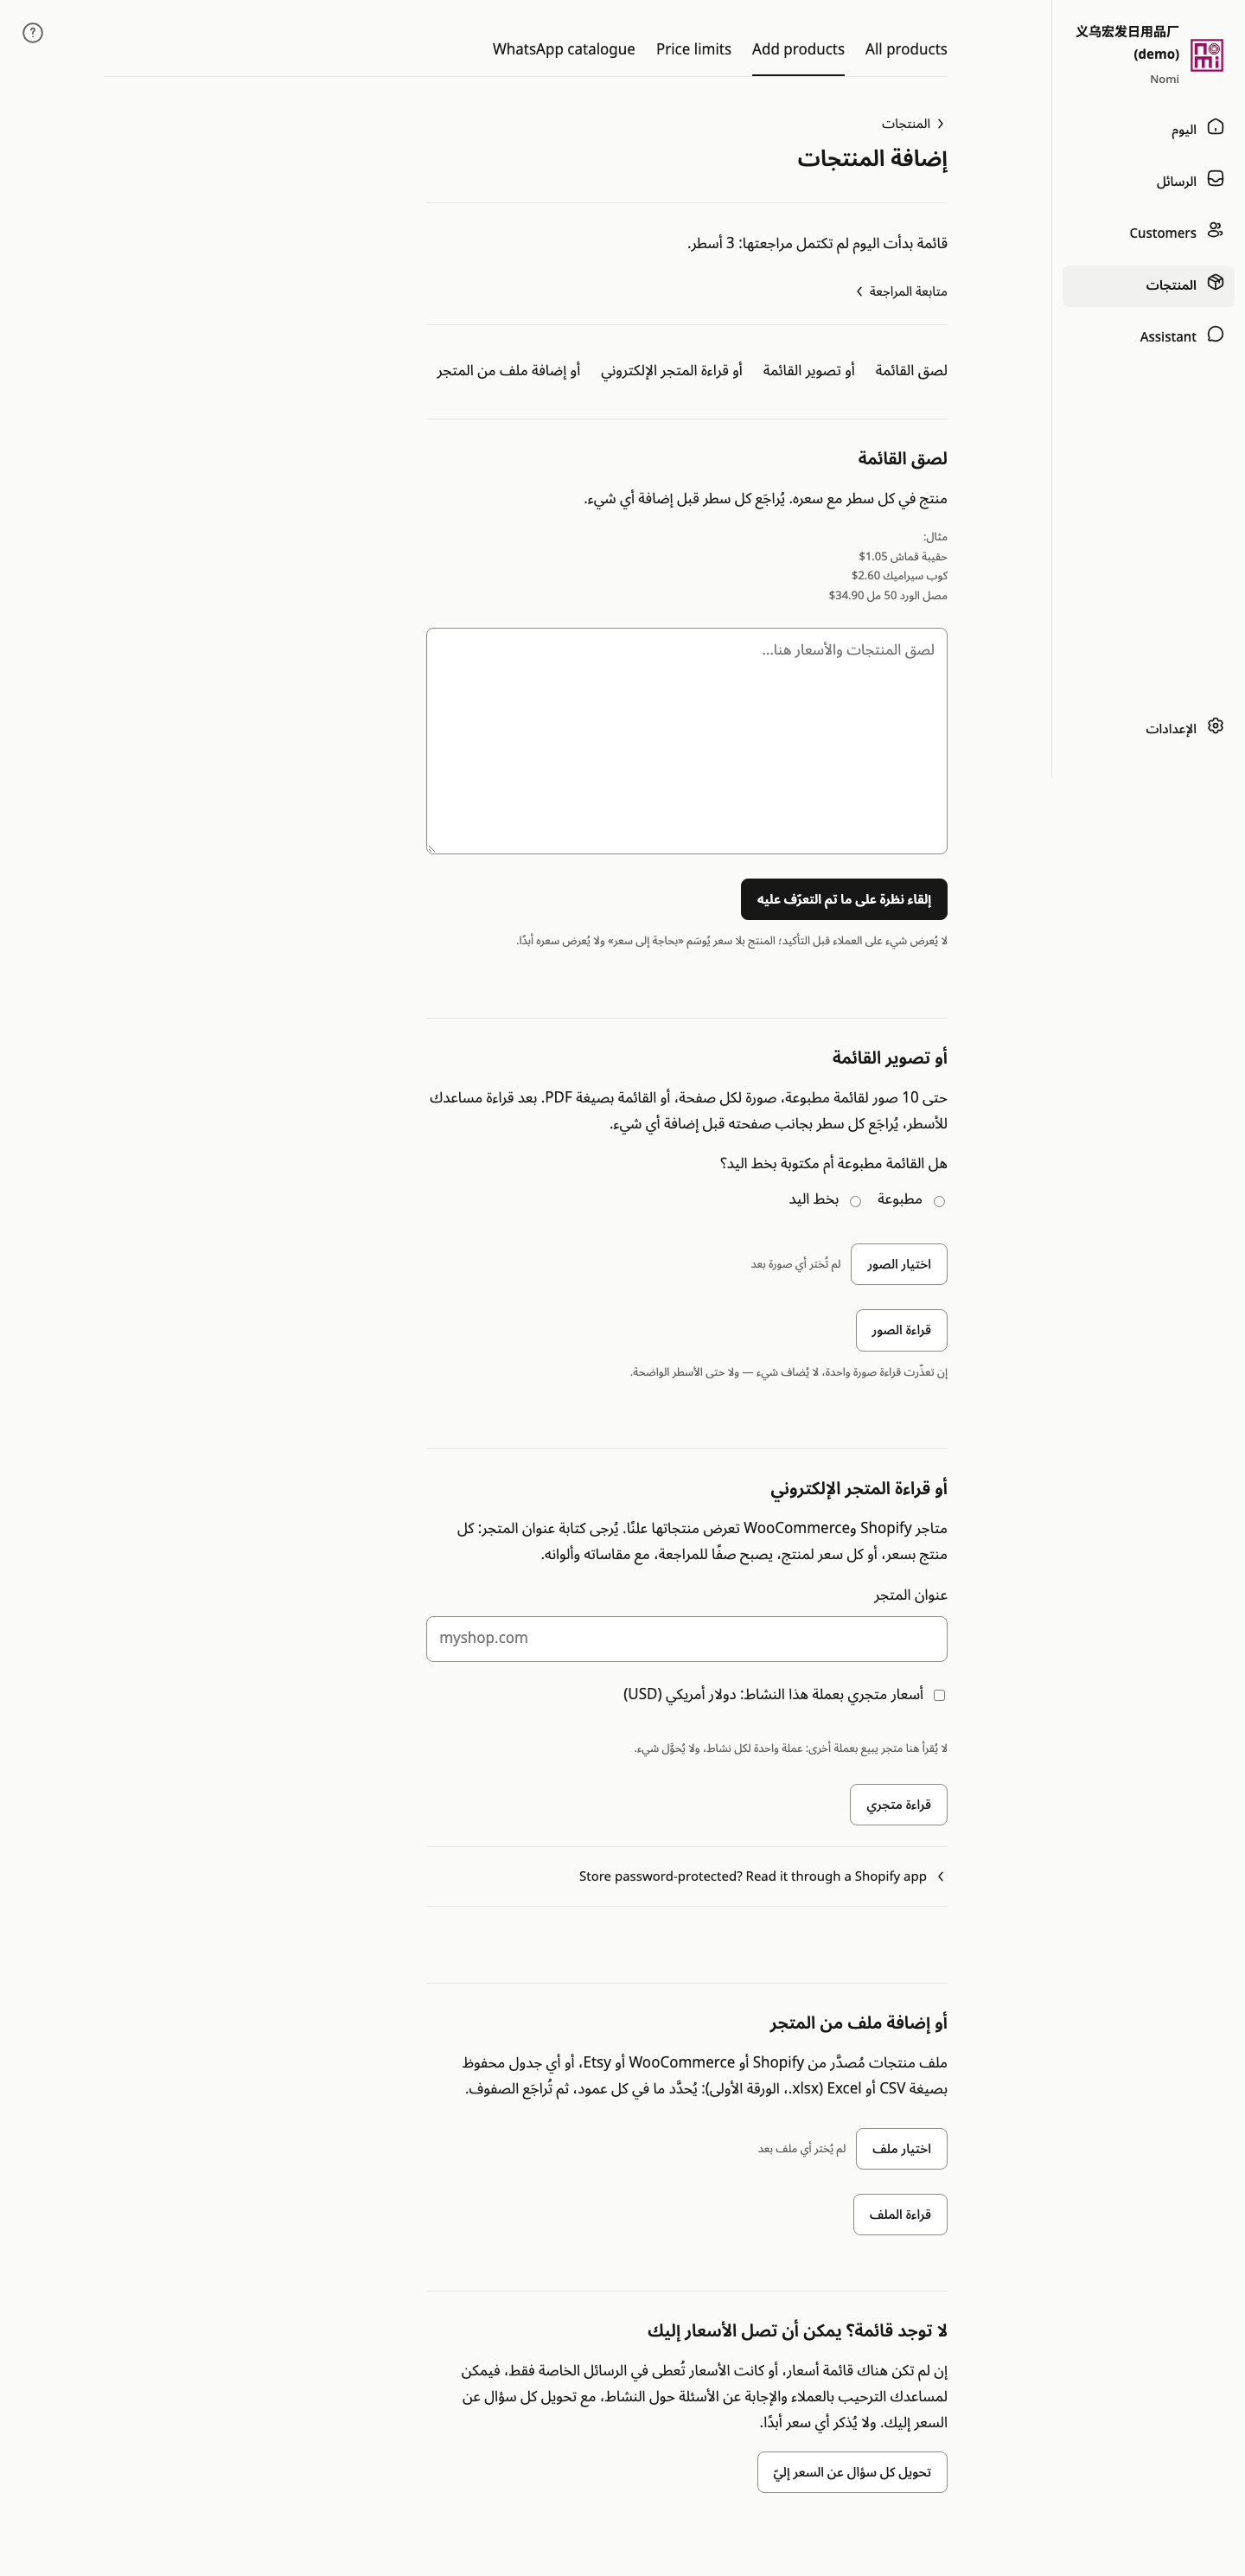 义乌宏发日用品厂
(demo)
Nomi
اليوم
الرسائل
Customers
المنتجات
Assistant
الإعدادات
All products
Add products
Price limits
WhatsApp catalogue
المنتجات
إضافة المنتجات
قائمة بدأت اليوم لم تكتمل مراجعتها: 3 أسطر.
متابعة المراجعة
لصق القائمة
أو تصوير القائمة
أو قراءة المتجر الإلكتروني
أو إضافة ملف من المتجر
لصق القائمة
منتج في كل سطر مع سعره. يُراجَع كل سطر قبل إضافة أي شيء.
مثال:
حقيبة قماش 1.05$
كوب سيراميك 2.60$
مصل الورد 50 مل 34.90$
لصق المنتجات والأسعار هنا...
إلقاء نظرة على ما تم التعرّف عليه
لا يُعرض شيء على العملاء قبل التأكيد؛ المنتج بلا سعر يُوسَم «بحاجة إلى سعر» ولا يُعرض سعره أبدًا.
أو تصوير القائمة
حتى 10 صور لقائمة مطبوعة، صورة لكل صفحة، أو القائمة بصيغة PDF. بعد قراءة مساعدك
للأسطر، يُراجَع كل سطر بجانب صفحته قبل إضافة أي شيء.
هل القائمة مطبوعة أم مكتوبة بخط اليد؟
مطبوعة
بخط اليد
اختيار الصور
لم تُختر أي صورة بعد
قراءة الصور
إن تعذّرت قراءة صورة واحدة، لا يُضاف شيء — ولا حتى الأسطر الواضحة.
أو قراءة المتجر الإلكتروني
متاجر Shopify وWooCommerce تعرض منتجاتها علنًا. يُرجى كتابة عنوان المتجر: كل
منتج بسعر، أو كل سعر لمنتج، يصبح صفًا للمراجعة، مع مقاساته وألوانه.
عنوان المتجر
myshop.com
أسعار متجري بعملة هذا النشاط: دولار أمريكي (USD)
لا يُقرأ هنا متجر يبيع بعملة أخرى: عملة واحدة لكل نشاط، ولا يُحوَّل شيء.
قراءة متجري
Store password-protected? Read it through a Shopify app
أو إضافة ملف من المتجر
ملف منتجات مُصدَّر من Shopify أو WooCommerce أو Etsy، أو أي جدول محفوظ
بصيغة CSV أو Excel (.xlsx، الورقة الأولى): يُحدَّد ما في كل عمود، ثم تُراجَع الصفوف.
اختيار ملف
لم يُختر أي ملف بعد
قراءة الملف
لا توجد قائمة؟ يمكن أن تصل الأسعار إليك
إن لم تكن هناك قائمة أسعار، أو كانت الأسعار تُعطى في الرسائل الخاصة فقط، فيمكن
لمساعدك الترحيب بالعملاء والإجابة عن الأسئلة حول النشاط، مع تحويل كل سؤال عن
السعر إليك. ولا يُذكر أي سعر أبدًا.
تحويل كل سؤال عن السعر إليّ